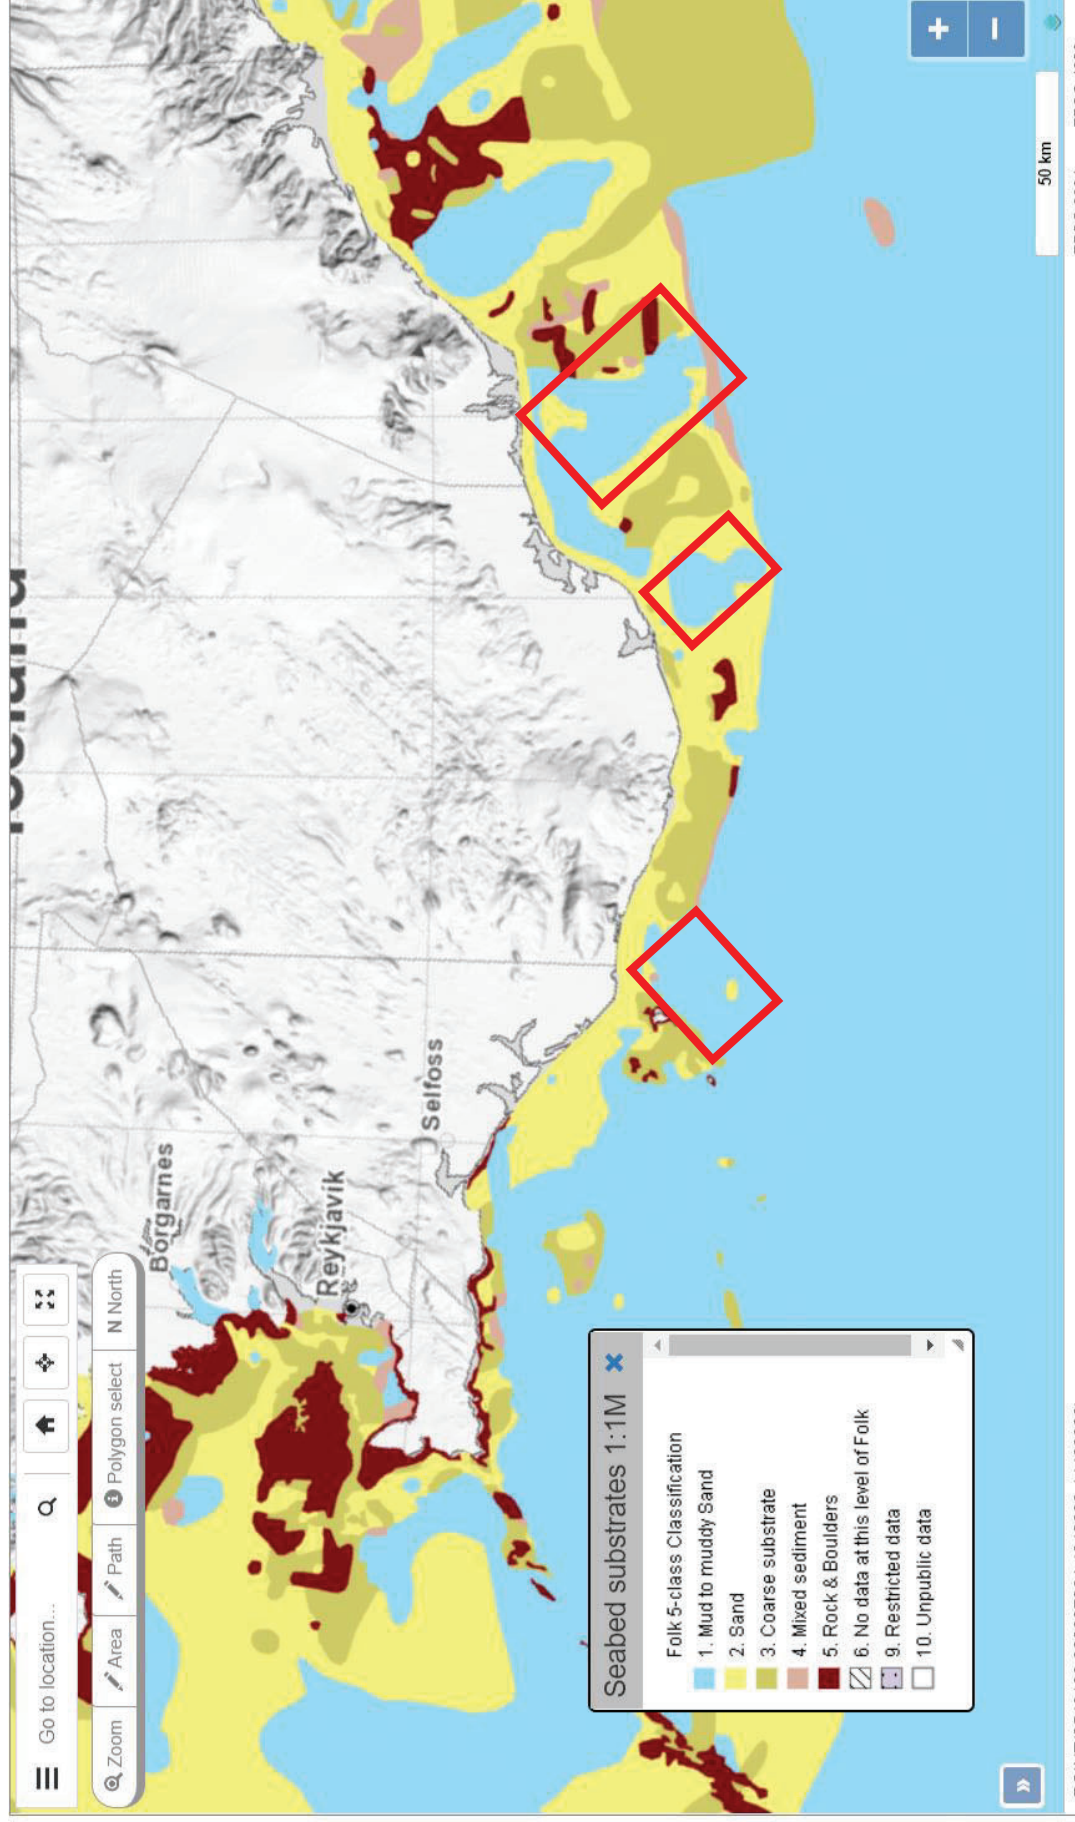 Go to location...
Zoom
Area
Path
Polygon select
N North
Borgarnes
Reykjavík
Selfoss
Seabed substrates 1:1M
Folk 5-class Classification
1. Mud to muddy Sand
2. Sand
3. Coarse substrate
4. Mixed sediment
5. Rock & Boulders
6. No data at this level of Folk
9. Restricted data
10. Unpublic data
+
−
50 km